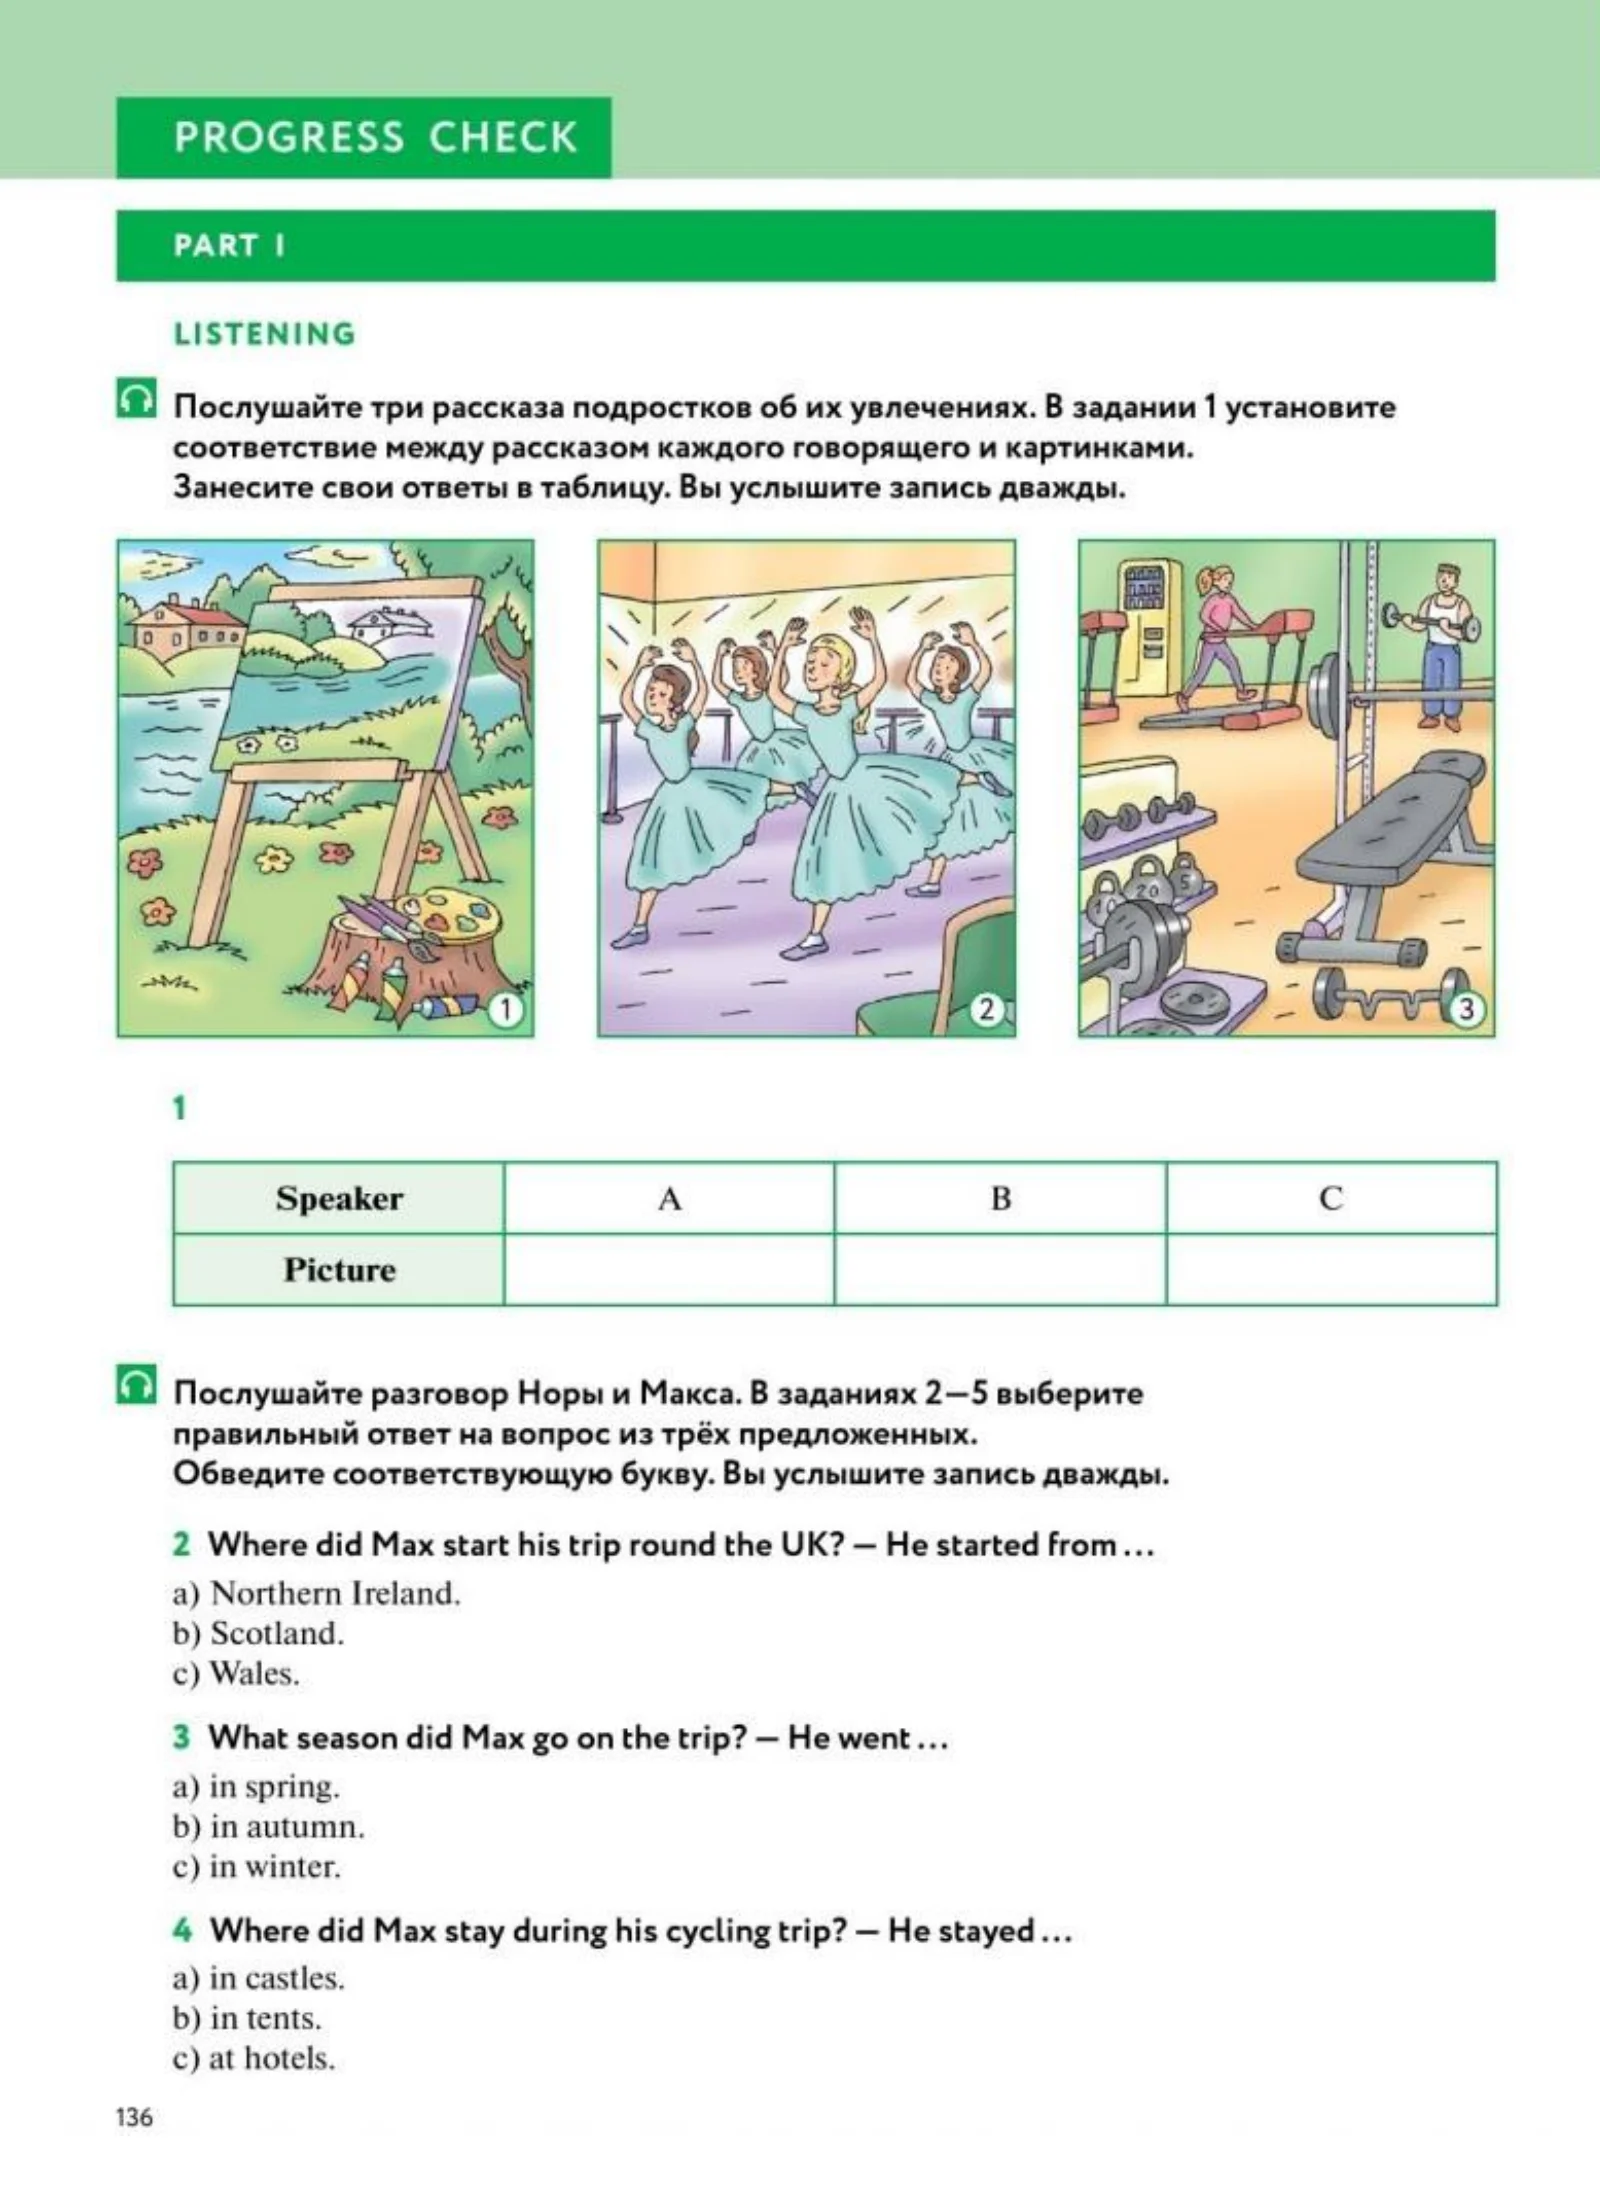 PROGRESS CHECK
PART I
LISTENING
Послушайте три рассказа подростков об их увлечениях. В задании 1 установите
соответствие между рассказом каждого говорящего и картинками.
Занесите свои ответы в таблицу. Вы услышите запись дважды.
20
5
1
2
3
1
Speaker A B C
Picture
Послушайте разговор Норы и Макса. В заданиях 2—5 выберите
правильный ответ на вопрос из трёх предложенных.
Обведите соответствующую букву. Вы услышите запись дважды.
2 Where did Max start his trip round the UK? — He started from ...
a) Northern Ireland.
b) Scotland.
c) Wales.
3 What season did Max go on the trip? — He went ...
a) in spring.
b) in autumn.
c) in winter.
4 Where did Max stay during his cycling trip? — He stayed ...
a) in castles.
b) in tents.
c) at hotels.
136